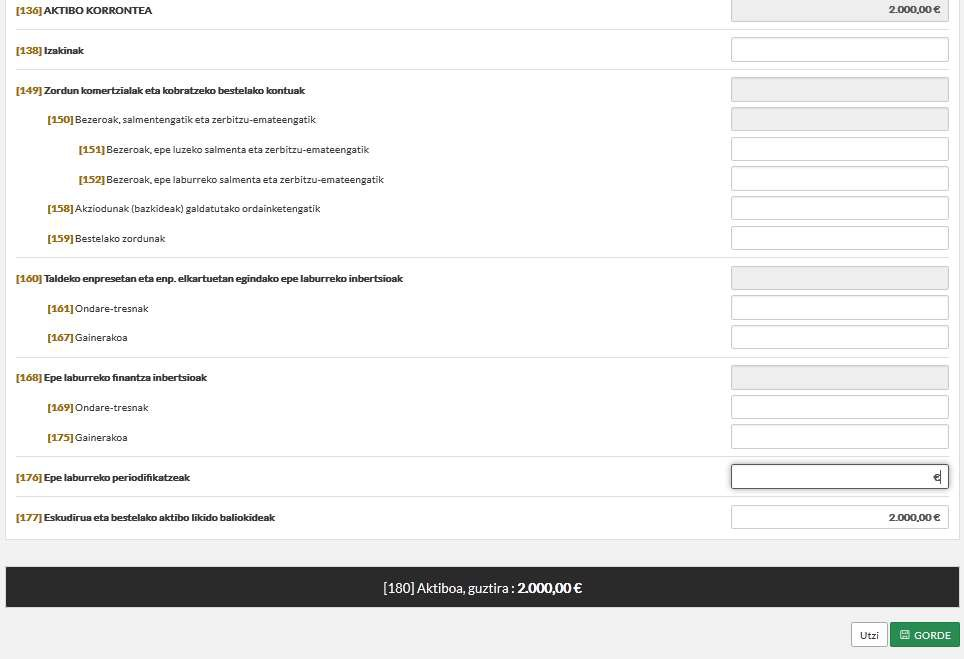 [136] AKTIBO KORRONTEA 2.000,00 €
[138] Izakinak
[149] Zordun komertzialak eta kobratzeko bestelako kontuak
[150] Bezeroak, salmentengatik eta zerbitzu-emateengatik
[151] Bezeroak, epe luzeko salmenta eta zerbitzu-emateengatik
[152] Bezeroak, epe laburreko salmenta eta zerbitzu-emateengatik
[158] Akziodunak (bazkideak) galdatutako ordainketengatik
[159] Bestelako zordunak
[160] Taldeko enpresetan eta enp. elkartuetan egindako epe laburreko inbertsioak
[161] Ondare-tresnak
[167] Gainerakoa
[168] Epe laburreko finantza inbertsioak
[169] Ondare-tresnak
[175] Gainerakoa
[176] Epe laburreko periodifikatzeak €
[177] Eskudirua eta bestelako aktibo likido baliokideak 2.000,00 €
[180] Aktiboa, guztira : 2.000,00 €
Utzi GORDE